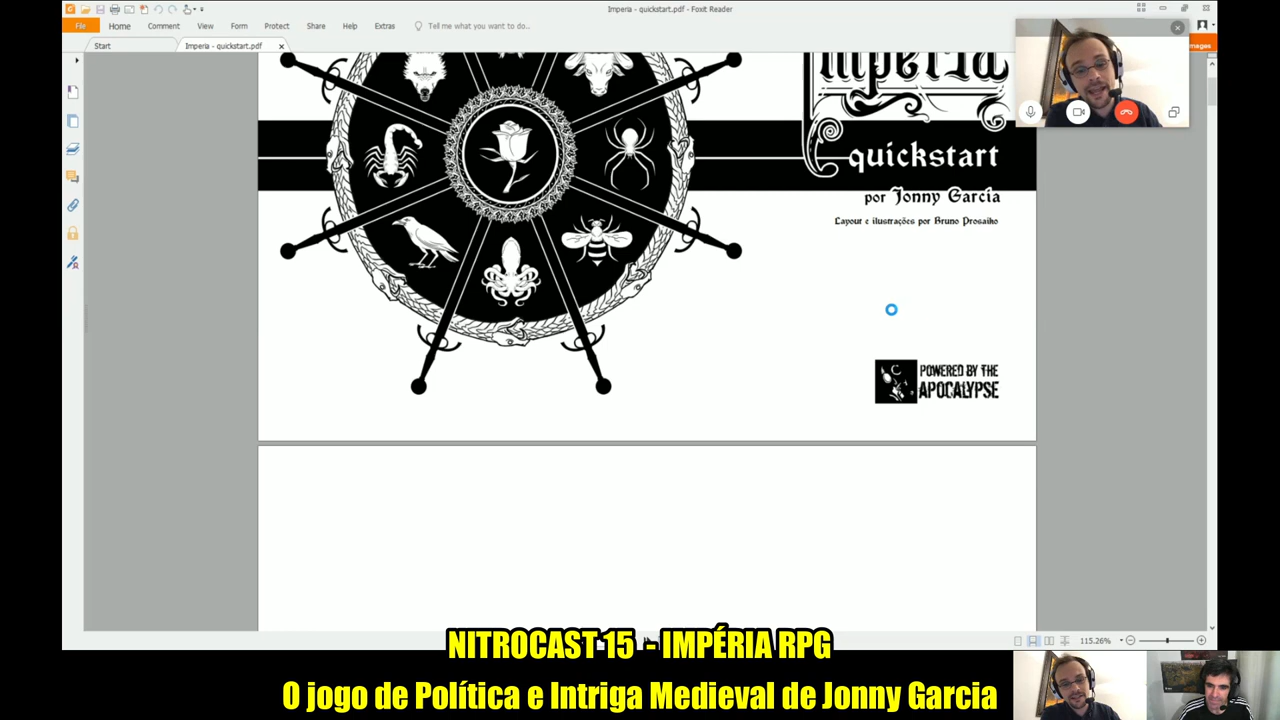 Imperia - quickstart.pdf - Foxit Reader
File
Home
Comment
View
Form
Protect
Share
Help
Extras
Tell me what you want to do..
Start
Imperia - quickstart.pdf
Imperia
quickstart
por Jonny Garcia
Layout e ilustrações por Bruno Prosaiko
POWERED BY THE
APOCALYPSE
115.26%
NITROCAST 15 - IMPÉRIA RPG
O jogo de Política e Intriga Medieval de Jonny Garcia